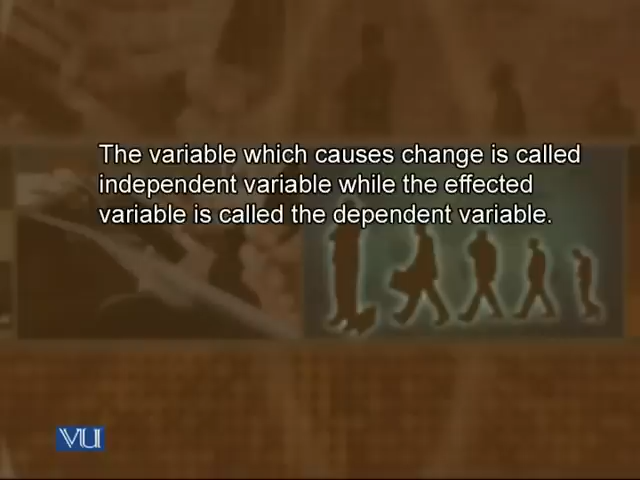 The variable which causes change is called
independent variable while the effected
variable is called the dependent variable.
VU